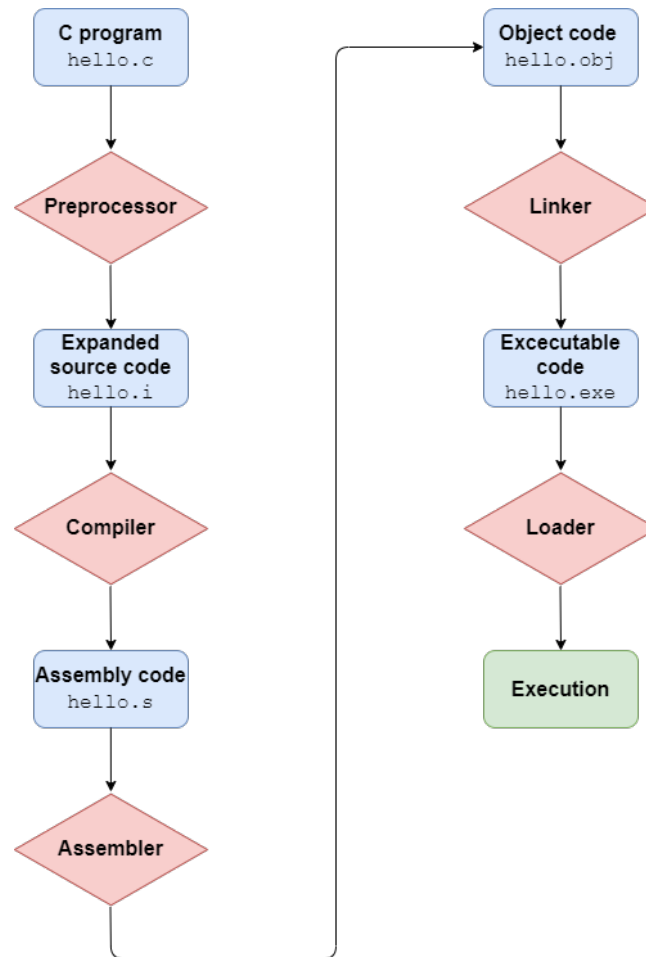 C program
hello.c
Preprocessor
Expanded
source code
hello.i
Compiler
Assembly code
hello.s
Assembler
Object code
hello.obj
Linker
Excecutable
code
hello.exe
Loader
Execution